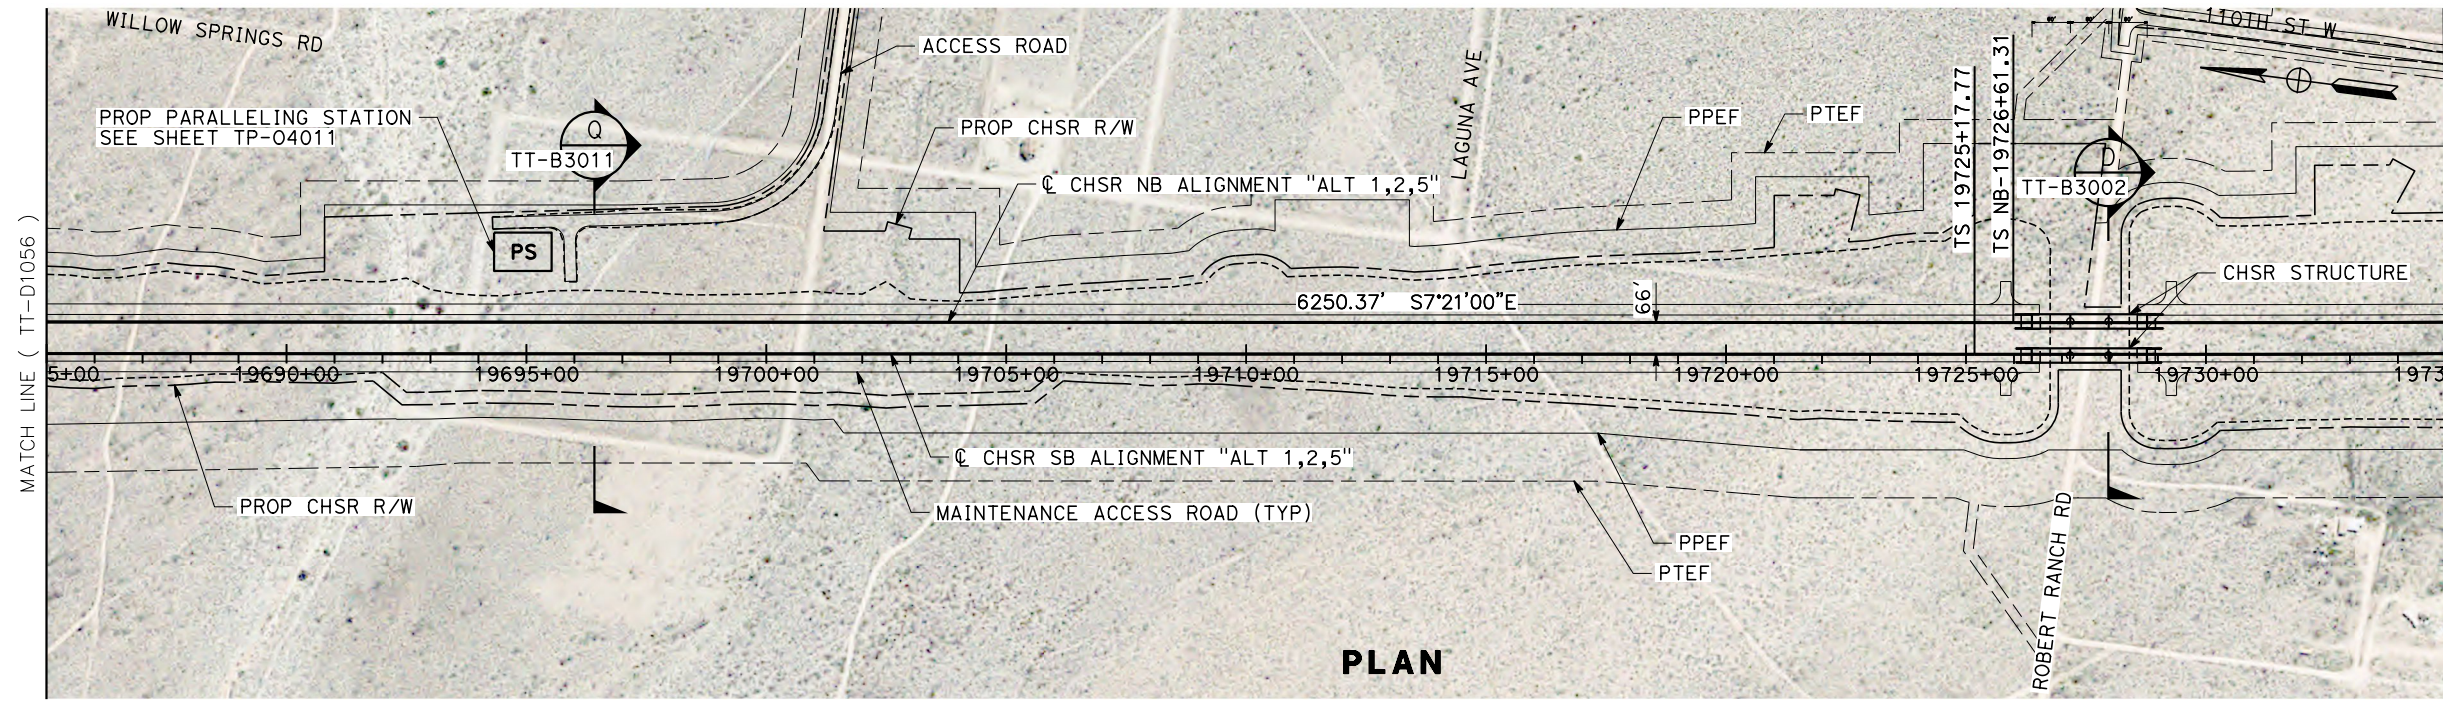 WILLOW SPRINGS RD
ACCESS ROAD
110TH ST W
PROP PARALLELING STATION
SEE SHEET TP-04011
Q
TT-B3011
PROP CHSR R/W
LAGUNA AVE
PPEF
PTEF
TS 19725+17.77
TS NB-19726+61.31
D
TT-B3002
℄ CHSR NB ALIGNMENT "ALT 1,2,5"
PS
CHSR STRUCTURE
6250.37' S7°21'00"E
66'
MATCH LINE ( TT-D1056 )
5+00
19690+00
19695+00
19700+00
19705+00
19710+00
19715+00
19720+00
19725+00
19730+00
1973
℄ CHSR SB ALIGNMENT "ALT 1,2,5"
PROP CHSR R/W
MAINTENANCE ACCESS ROAD (TYP)
PPEF
PTEF
ROBERT RANCH RD
PLAN